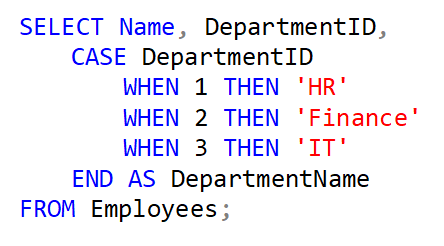 SELECT Name, DepartmentID,
    CASE DepartmentID
        WHEN 1 THEN 'HR'
        WHEN 2 THEN 'Finance'
        WHEN 3 THEN 'IT'
    END AS DepartmentName
FROM Employees;